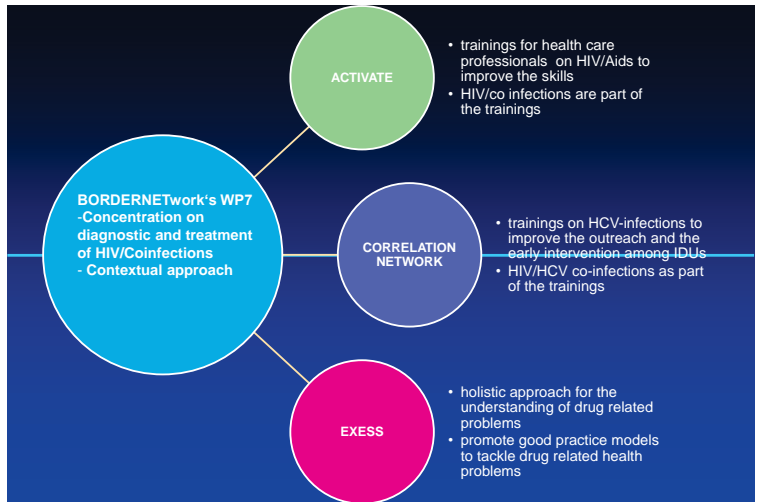 BORDERNETwork‘s WP7
-Concentration on
diagnostic and treatment
of HIV/Coinfections
- Contextual approach
ACTIVATE
• trainings for health care
professionals on HIV/Aids to
improve the skills
• HIV/co infections are part of
the trainings
CORRELATION
NETWORK
• trainings on HCV-infections to
improve the outreach and the
early intervention among IDUs
• HIV/HCV co-infections as part
of the trainings
EXESS
• holistic approach for the
understanding of drug related
problems
• promote good practice models
to tackle drug related health
problems